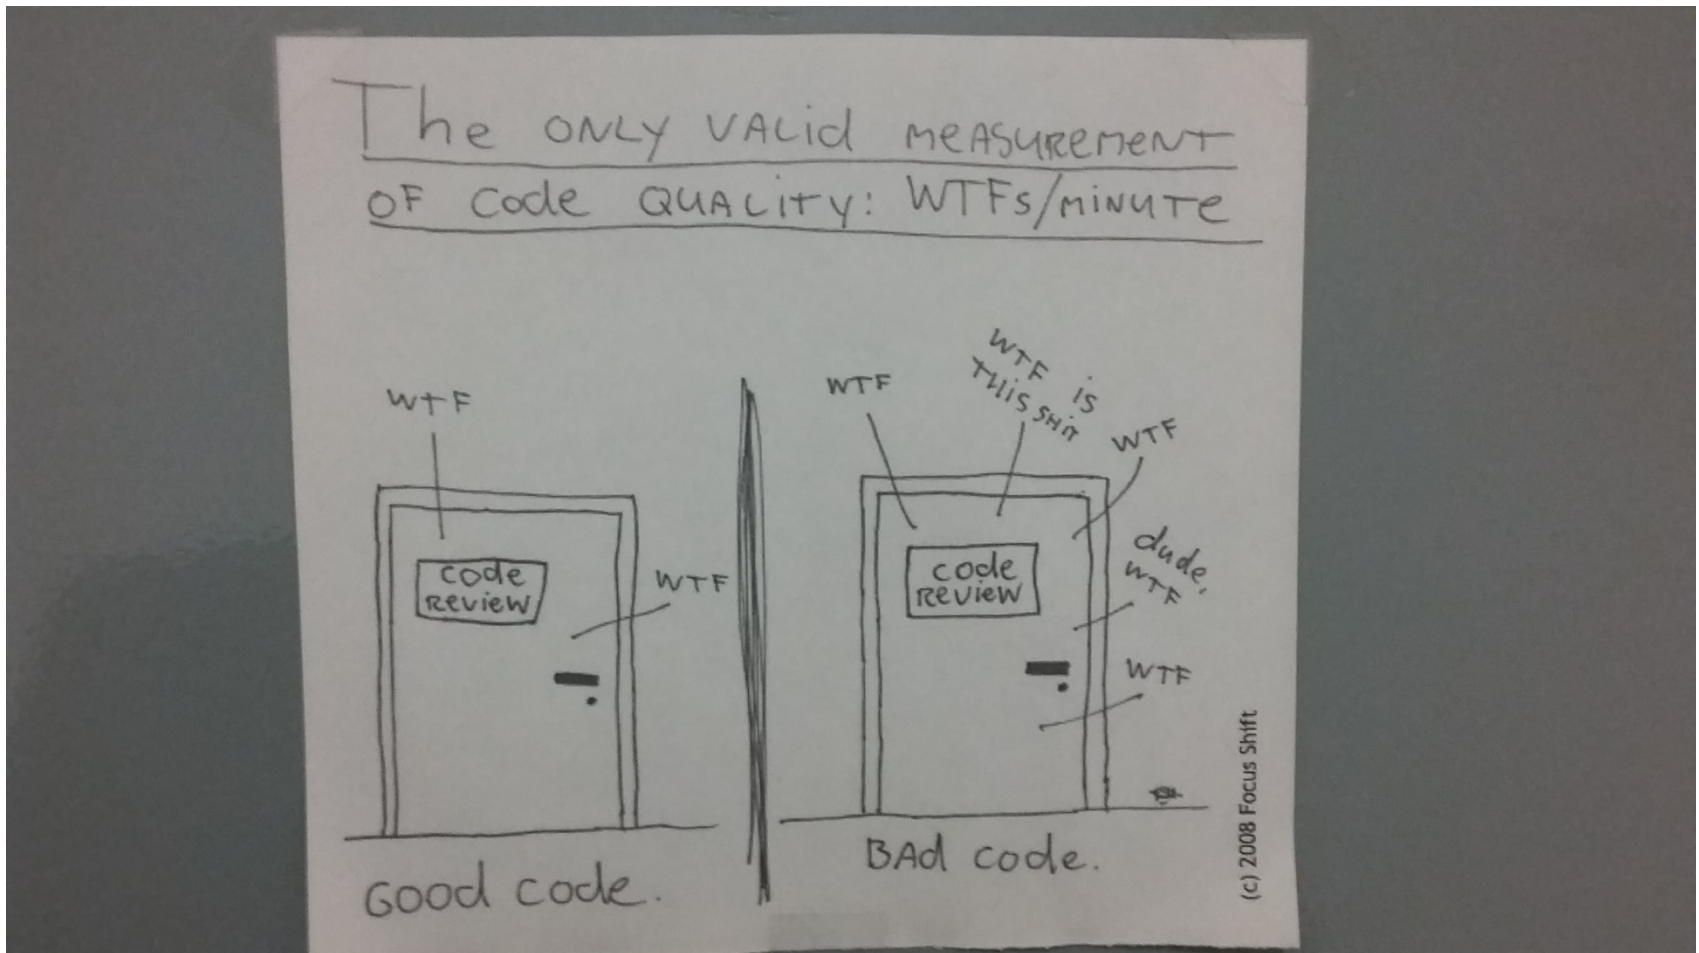 The ONLY VALid MEASUREMENT
OF Code QUALITY: WTFs/MINUTE
WTF
Code
REViEW
WTF
GOOD code.
WTF
WTF iS
THiS SHiT
WTF
dude,
WTF
Code
REViEW
WTF
BAd code.
(c) 2008 Focus Shift